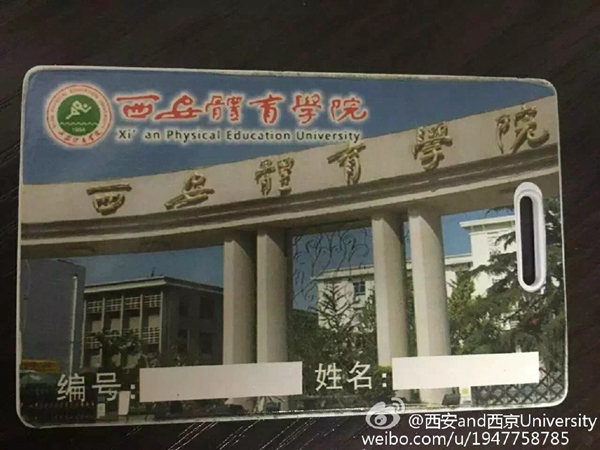 西安體育學院
Xi' an Physical Education University
1954
西安體育學院
编号:
姓名:
@西安and西京University
weibo.com/u/1947758785